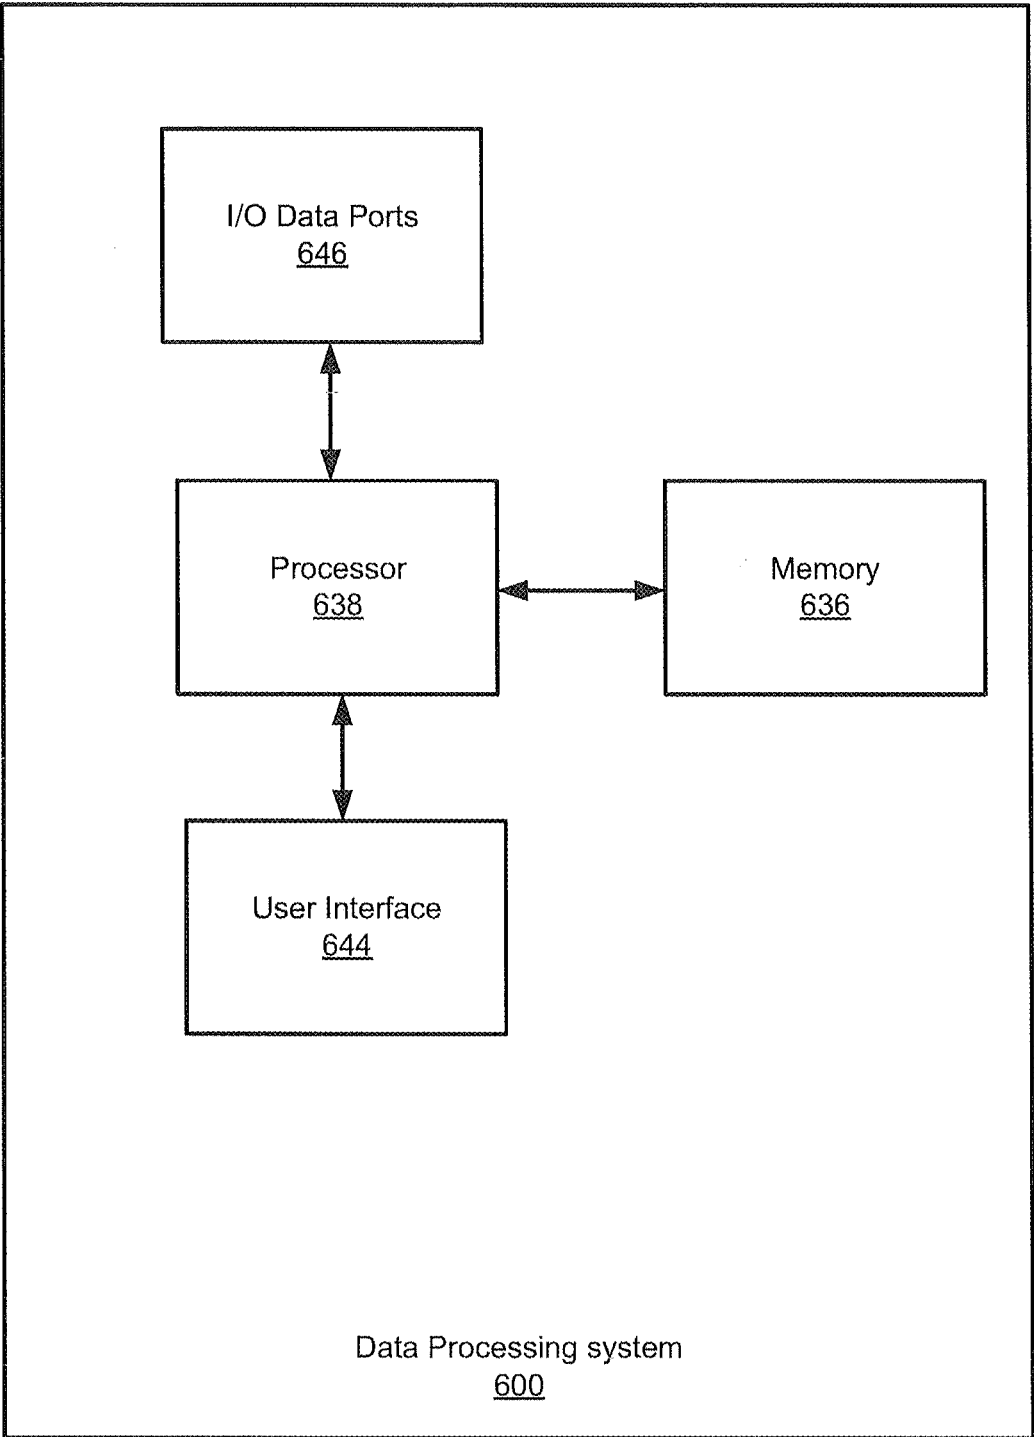 I/O Data Ports
646
Processor
638
Memory
636
User Interface
644
Data Processing system
600